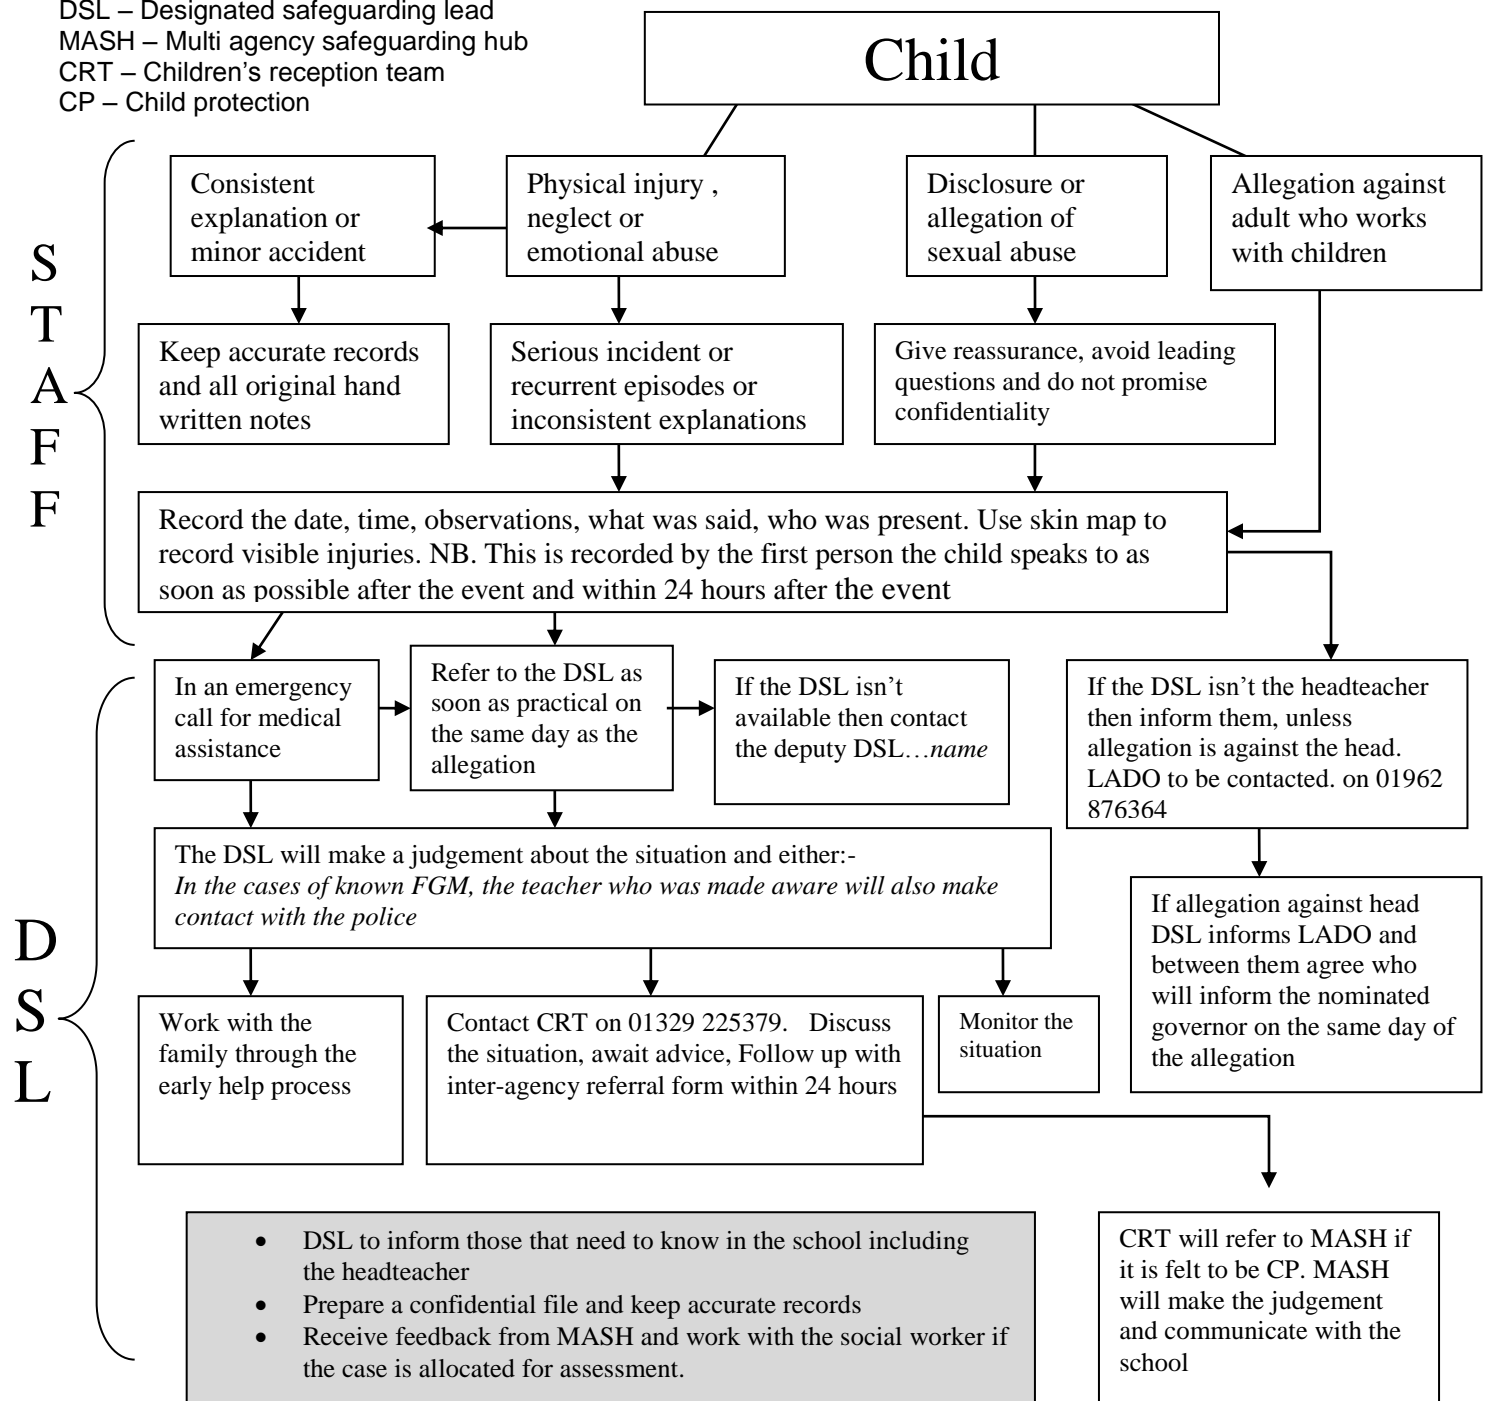 DSL – Designated safeguarding lead
MASH – Multi agency safeguarding hub
CRT – Children's reception team
CP – Child protection
Child
S
T
A
F
F
Consistent
explanation or
minor accident
Physical injury ,
neglect or
emotional abuse
Disclosure or
allegation of
sexual abuse
Allegation against
adult who works
with children
Keep accurate records
and all original hand
written notes
Serious incident or
recurrent episodes or
inconsistent explanations
Give reassurance, avoid leading
questions and do not promise
confidentiality
Record the date, time, observations, what was said, who was present. Use skin map to
record visible injuries. NB. This is recorded by the first person the child speaks to as
soon as possible after the event and within 24 hours after the event
D
S
L
In an emergency
call for medical
assistance
Refer to the DSL as
soon as practical on
the same day as the
allegation
If the DSL isn't
available then contact
the deputy DSL…name
If the DSL isn't the headteacher
then inform them, unless
allegation is against the head.
LADO to be contacted. on 01962
876364
The DSL will make a judgement about the situation and either:-
In the cases of known FGM, the teacher who was made aware will also make
contact with the police
If allegation against head
DSL informs LADO and
between them agree who
will inform the nominated
governor on the same day of
the allegation
Work with the
family through the
early help process
Contact CRT on 01329 225379.   Discuss
the situation, await advice, Follow up with
inter-agency referral form within 24 hours
Monitor the
situation
• DSL to inform those that need to know in the school including
the headteacher
• Prepare a confidential file and keep accurate records
• Receive feedback from MASH and work with the social worker if
the case is allocated for assessment.
CRT will refer to MASH if
it is felt to be CP. MASH
will make the judgement
and communicate with the
school